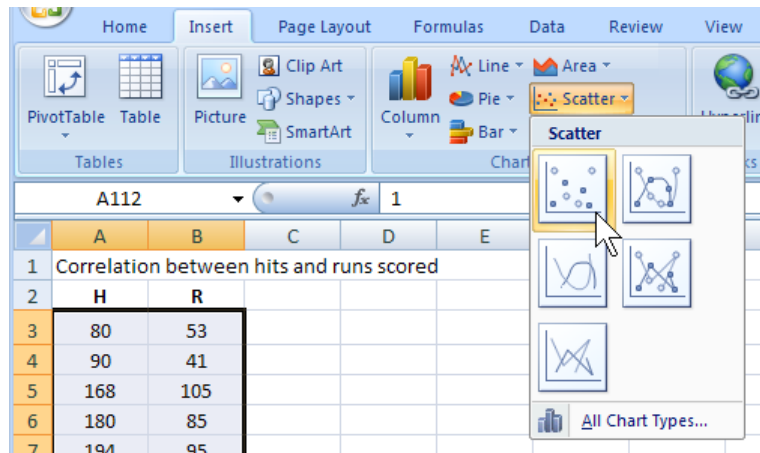 Home Insert Page Layout Formulas Data Review View
PivotTable Table Picture Clip Art Shapes SmartArt Column Line Pie Bar Area Scatter
Tables Illustrations
Scatter
A112 fx 1
A B C D E
1 Correlation between hits and runs scored
2 H R
3 80 53
4 90 41
5 168 105
6 180 85
7 194 95
All Chart Types...